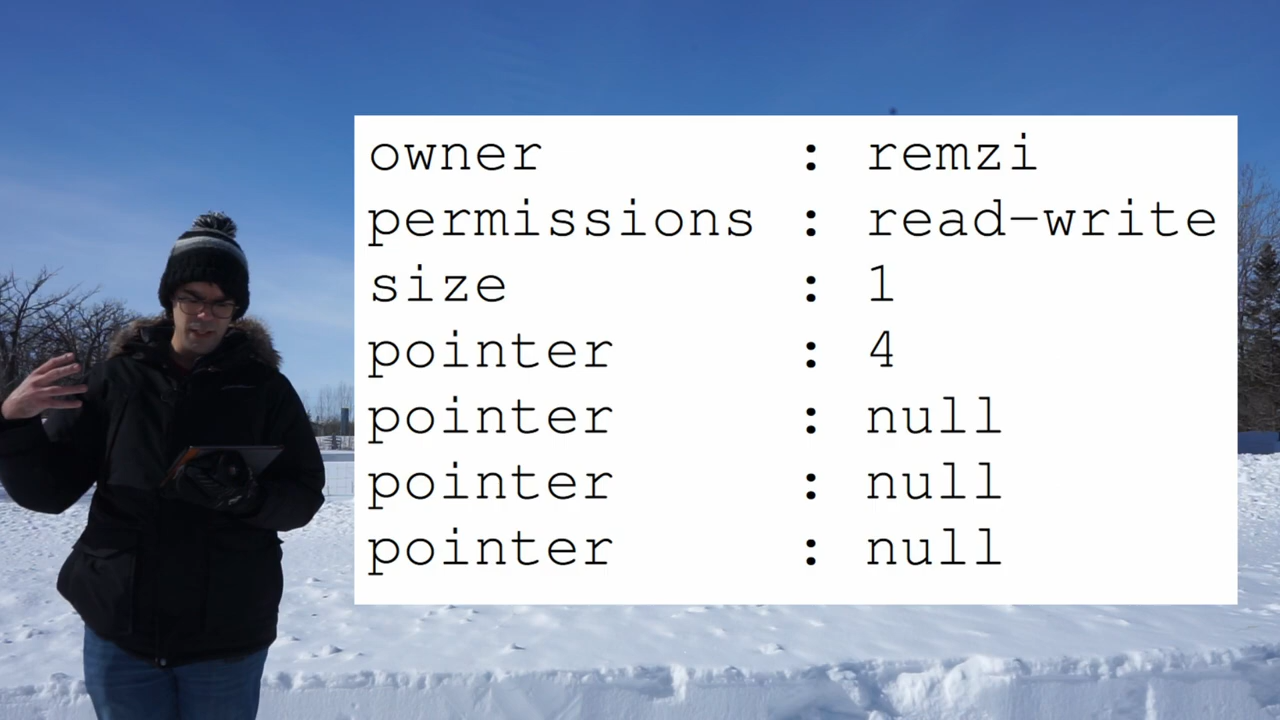 owner : remzi
permissions : read-write
size : 1
pointer : 4
pointer : null
pointer : null
pointer : null